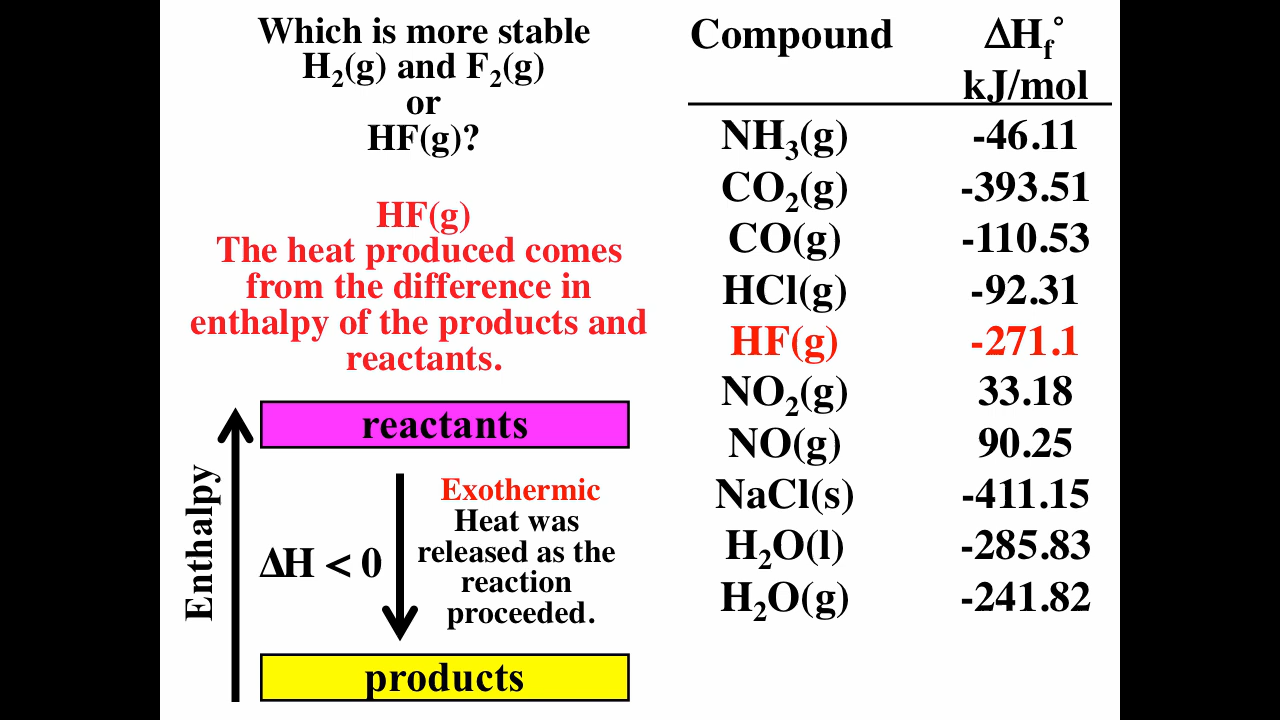 Which is more stable
H₂(g) and F₂(g)
or
HF(g)?
HF(g)
The heat produced comes
from the difference in
enthalpy of the products and
reactants.
Enthalpy
reactants
ΔH < 0
Exothermic
Heat was
released as the
reaction
proceeded.
products
Compound ΔHf°
kJ/mol
NH₃(g) -46.11
CO₂(g) -393.51
CO(g) -110.53
HCl(g) -92.31
HF(g) -271.1
NO₂(g) 33.18
NO(g) 90.25
NaCl(s) -411.15
H₂O(l) -285.83
H₂O(g) -241.82